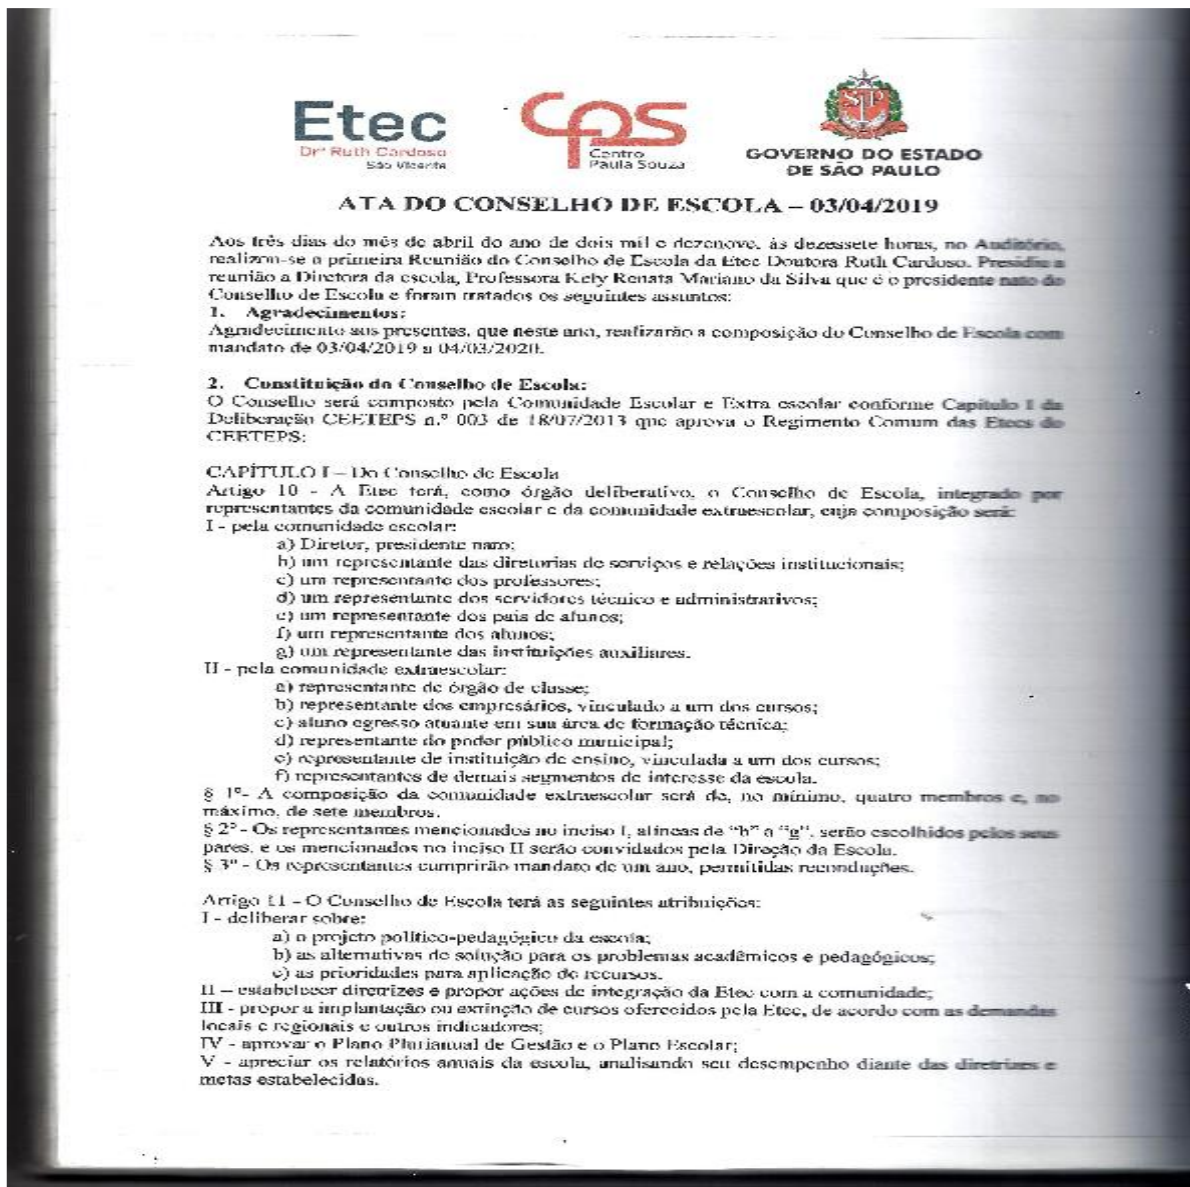 Etec
Drª Ruth Cardoso
São Vicente
CPS
Centro
Paula Souza
SP
GOVERNO DO ESTADO
DE SÃO PAULO
ATA DO CONSELHO DE ESCOLA – 03/04/2019
Aos três dias do mês de abril do ano de dois mil e dezenove, às dezessete horas, no Auditório,
realizou-se a primeira Reunião do Conselho de Escola da Etec Doutora Ruth Cardoso. Presidiu a
reunião a Diretora da escola, Professora Kely Renata Mariano da Silva que é o presidente nato do
Conselho de Escola e foram tratados os seguintes assuntos:
1. Agradecimentos:
Agradecimento aos presentes, que neste ano, realizarão a composição do Conselho de Escola com
mandato de 03/04/2019 a 04/03/2020.
2. Constituição do Conselho de Escola:
O Conselho será composto pela Comunidade Escolar e Extra escolar conforme Capítulo I da
Deliberação CEETEPS n.º 003 de 18/07/2013 que aprova o Regimento Comum das Etecs do
CEETEPS:
CAPÍTULO I – Do Conselho de Escola
Artigo 10 - A Etec terá, como órgão deliberativo, o Conselho de Escola, integrado por
representantes da comunidade escolar e da comunidade extraescolar, cuja composição será:
I - pela comunidade escolar:
a) Diretor, presidente nato;
b) um representante das diretorias de serviços e relações institucionais;
c) um representante dos professores;
d) um representante dos servidores técnico e administrativos;
e) um representante dos pais de alunos;
f) um representante dos alunos;
g) um representante das instituições auxiliares.
II - pela comunidade extraescolar:
a) representante de órgão de classe;
b) representante dos empresários, vinculado a um dos cursos;
c) aluno egresso atuante em sua área de formação técnica;
d) representante do poder público municipal;
e) representante de instituição de ensino, vinculada a um dos cursos;
f) representantes de demais segmentos de interesse da escola.
§ 1º- A composição da comunidade extraescolar será de, no mínimo, quatro membros e, no
máximo, de sete membros.
§ 2º - Os representantes mencionados no inciso I, alíneas de “b” a “g”, serão escolhidos pelos seus
pares, e os mencionados no inciso II serão convidados pela Direção da Escola.
§ 3º - Os representantes cumprirão mandato de um ano, permitidas reconduções.
Artigo 11 - O Conselho de Escola terá as seguintes atribuições:
I - deliberar sobre:
a) o projeto político-pedagógico da escola;
b) as alternativas de solução para os problemas acadêmicos e pedagógicos;
c) as prioridades para aplicação de recursos.
II – estabelecer diretrizes e propor ações de integração da Etec com a comunidade;
III - propor a implantação ou extinção de cursos oferecidos pela Etec, de acordo com as demandas
locais e regionais e outros indicadores;
IV - aprovar o Plano Plurianual de Gestão e o Plano Escolar;
V - apreciar os relatórios anuais da escola, analisando seu desempenho diante das diretrizes e
metas estabelecidas.